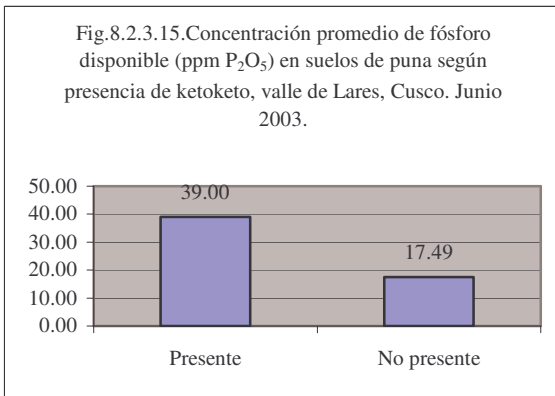 Fig.8.2.3.15.Concentración promedio de fósforo
disponible (ppm P₂O₅) en suelos de puna según
presencia de ketoketo, valle de Lares, Cusco. Junio
2003.
50.00
40.00
30.00
20.00
10.00
0.00
39.00
17.49
Presente
No presente